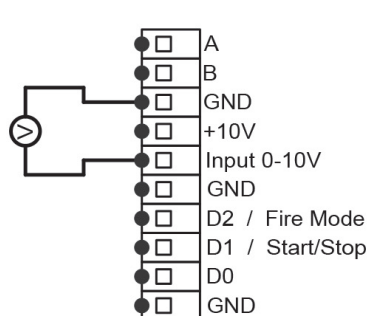 A
B
GND
+10V
V
Input 0-10V
GND
D2 / Fire Mode
D1 / Start/Stop
D0
GND